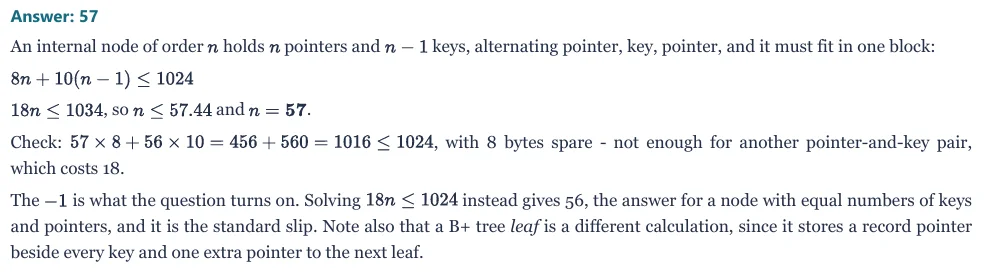 Answer: 57
An internal node of order n holds n pointers and n − 1 keys, alternating pointer, key, pointer, and it must fit in one block:
8n + 10(n − 1) ≤ 1024
18n ≤ 1034, so n ≤ 57.44 and n = 57.
Check: 57 × 8 + 56 × 10 = 456 + 560 = 1016 ≤ 1024, with 8 bytes spare - not enough for another pointer-and-key pair,
which costs 18.
The −1 is what the question turns on. Solving 18n ≤ 1024 instead gives 56, the answer for a node with equal numbers of keys
and pointers, and it is the standard slip. Note also that a B+ tree leaf is a different calculation, since it stores a record pointer
beside every key and one extra pointer to the next leaf.